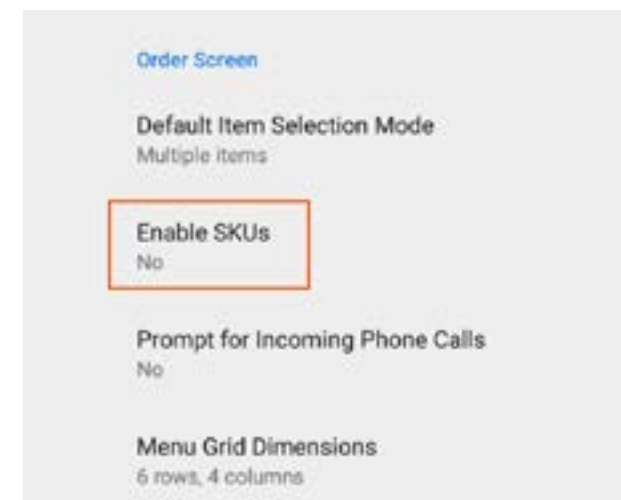 Order Screen
Default Item Selection Mode
Multiple items
Enable SKUs
No
Prompt for Incoming Phone Calls
No
Menu Grid Dimensions
6 rows, 4 columns